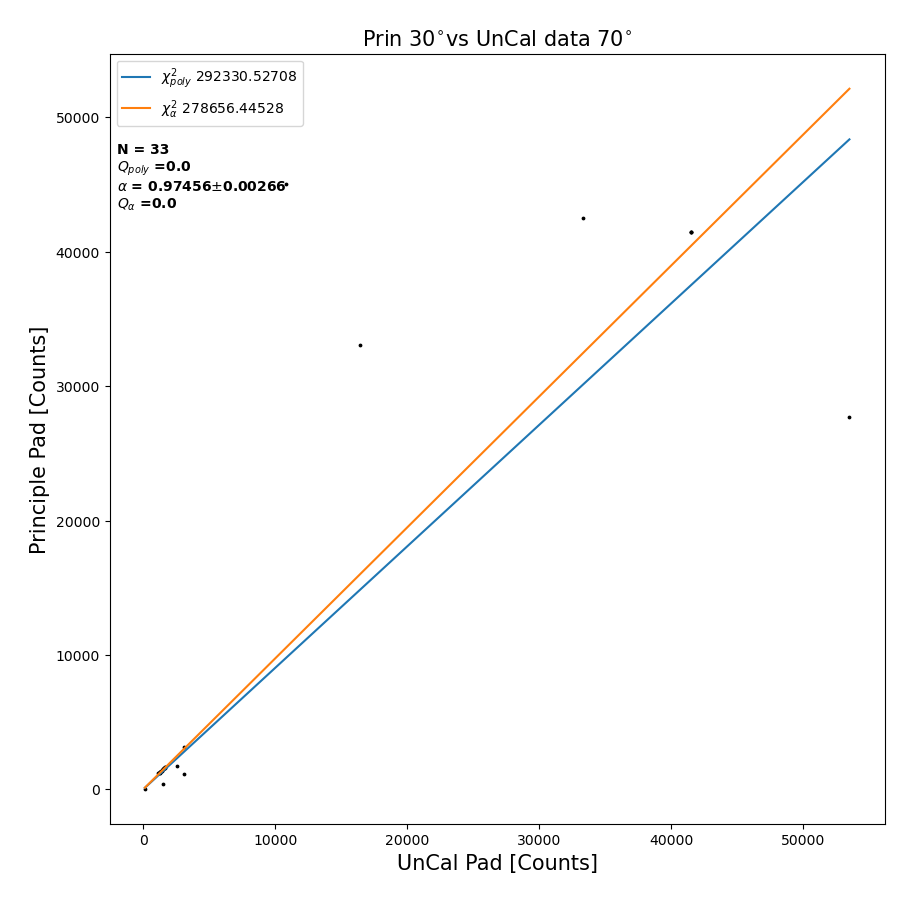 Prin 30°vs UnCal data 70°
χ²poly 292330.52708
χ²α 278656.44528
N = 33
Qpoly =0.0
α = 0.97456±0.00266
Qα =0.0
50000
40000
30000
20000
10000
0
Principle Pad [Counts]
0 10000 20000 30000 40000 50000
UnCal Pad [Counts]